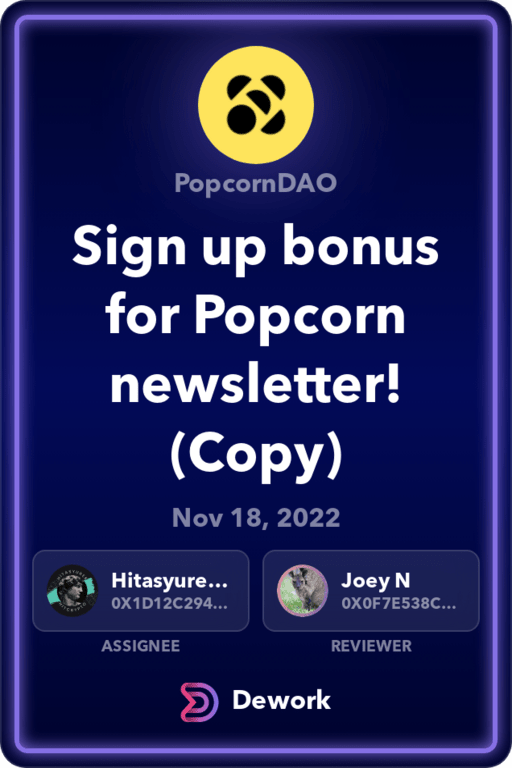 PopcornDAO
Sign up bonus
for Popcorn
newsletter!
(Copy)
Nov 18, 2022
Hitasyure...
0X1D12C294...
Joey N
0X0F7E538C...
ASSIGNEE
REVIEWER
Dework